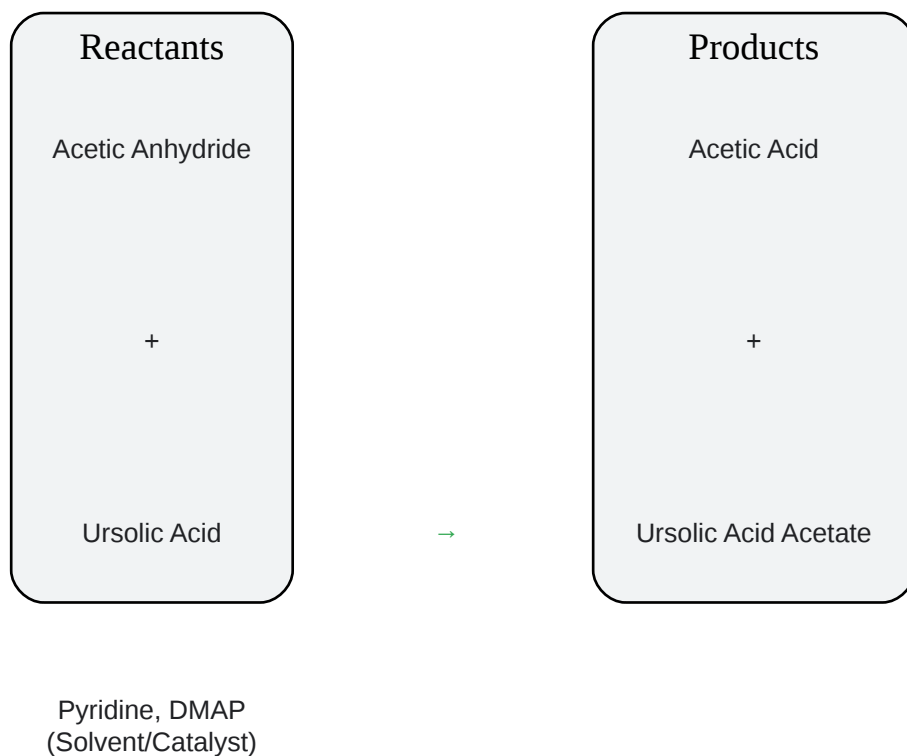 Reactants
Acetic Anhydride
+
Ursolic Acid
→
Products
Acetic Acid
+
Ursolic Acid Acetate
Pyridine, DMAP
(Solvent/Catalyst)